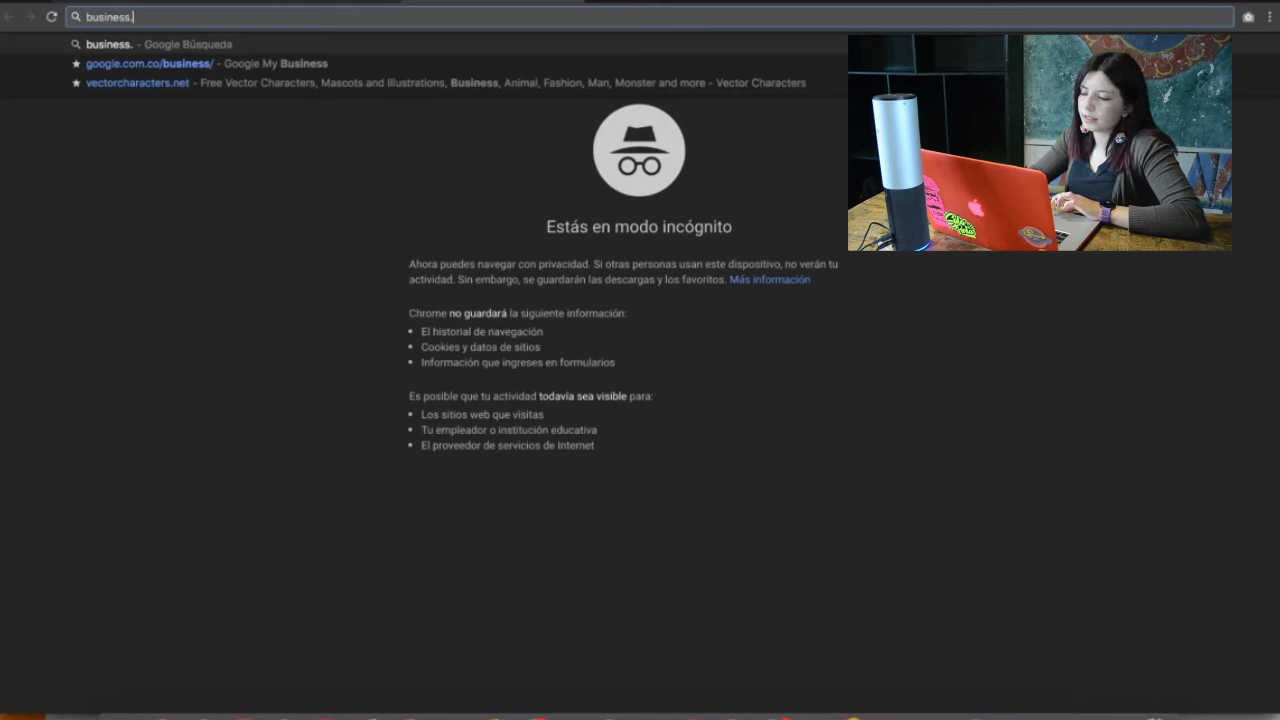 business.
business. - Google Búsqueda
google.com.co/business/ - Google My Business
vectorcharacters.net - Free Vector Characters, Mascots and Illustrations, Business, Animal, Fashion, Man, Monster and more - Vector Characters
Estás en modo incógnito
Ahora puedes navegar con privacidad. Si otras personas usan este dispositivo, no verán tu
actividad. Sin embargo, se guardarán las descargas y los favoritos. Más información
Chrome no guardará la siguiente información:
El historial de navegación
Cookies y datos de sitios
Información que ingreses en formularios
Es posible que tu actividad todavía sea visible para:
Los sitios web que visitas
Tu empleador o institución educativa
El proveedor de servicios de Internet